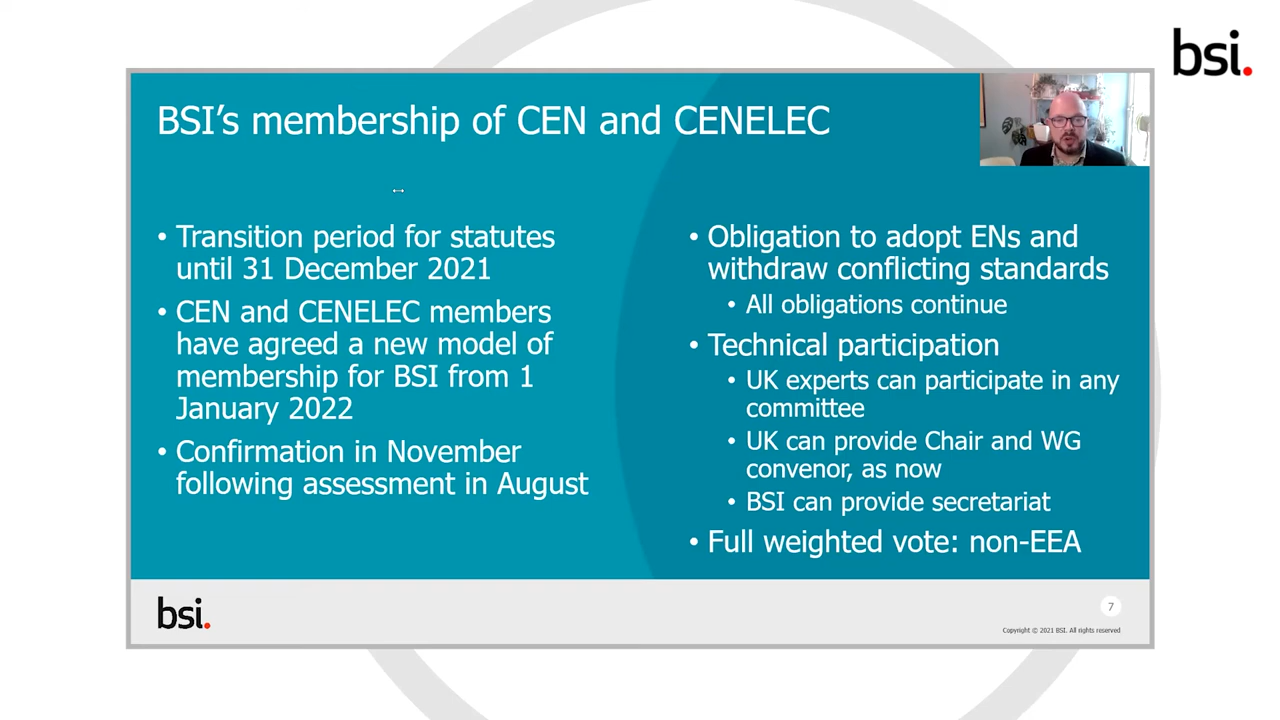 bsi.
BSI’s membership of CEN and CENELEC
• Transition period for statutes
until 31 December 2021
• CEN and CENELEC members
have agreed a new model of
membership for BSI from 1
January 2022
• Confirmation in November
following assessment in August
• Obligation to adopt ENs and
withdraw conflicting standards
• All obligations continue
• Technical participation
• UK experts can participate in any
committee
• UK can provide Chair and WG
convenor, as now
• BSI can provide secretariat
• Full weighted vote: non-EEA
bsi.
7
Copyright © 2021 BSI. All rights reserved